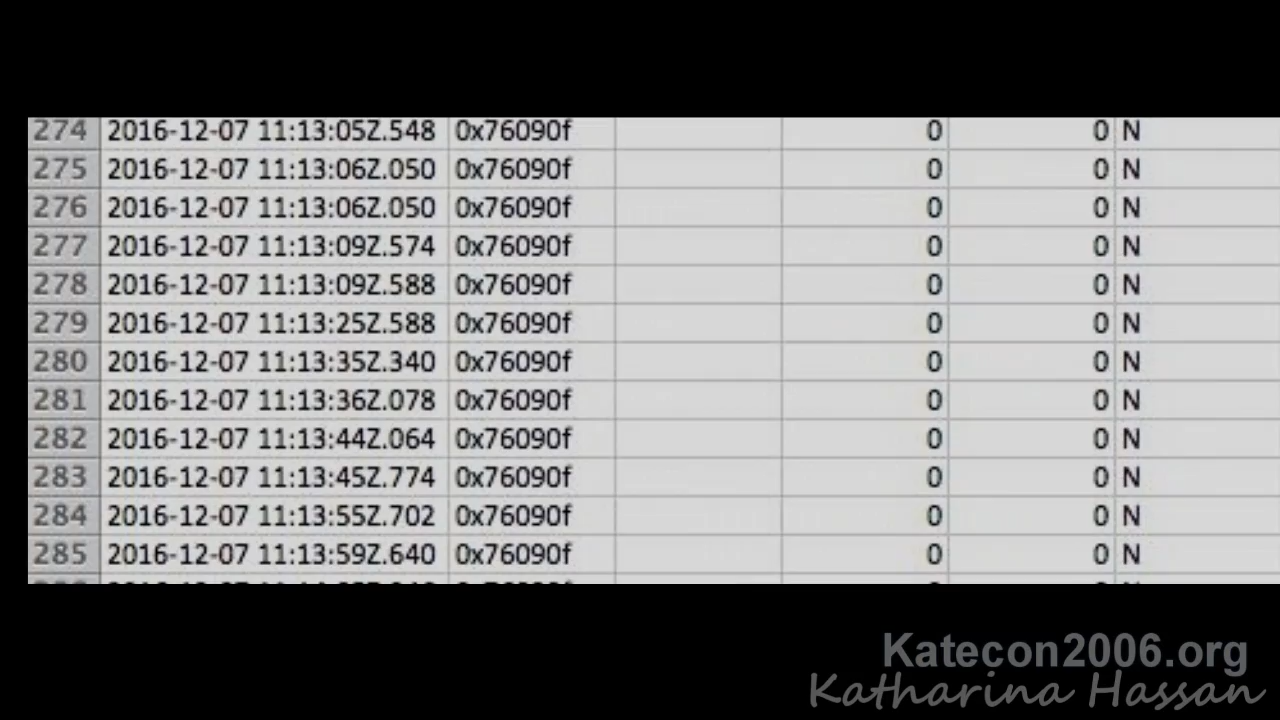 274 2016-12-07 11:13:05Z.548 0x76090f 0 0 N
275 2016-12-07 11:13:06Z.050 0x76090f 0 0 N
276 2016-12-07 11:13:06Z.050 0x76090f 0 0 N
277 2016-12-07 11:13:09Z.574 0x76090f 0 0 N
278 2016-12-07 11:13:09Z.588 0x76090f 0 0 N
279 2016-12-07 11:13:25Z.588 0x76090f 0 0 N
280 2016-12-07 11:13:35Z.340 0x76090f 0 0 N
281 2016-12-07 11:13:36Z.078 0x76090f 0 0 N
282 2016-12-07 11:13:44Z.064 0x76090f 0 0 N
283 2016-12-07 11:13:45Z.774 0x76090f 0 0 N
284 2016-12-07 11:13:55Z.702 0x76090f 0 0 N
285 2016-12-07 11:13:59Z.640 0x76090f 0 0 N
Katecon2006.org
Katharina Hassan